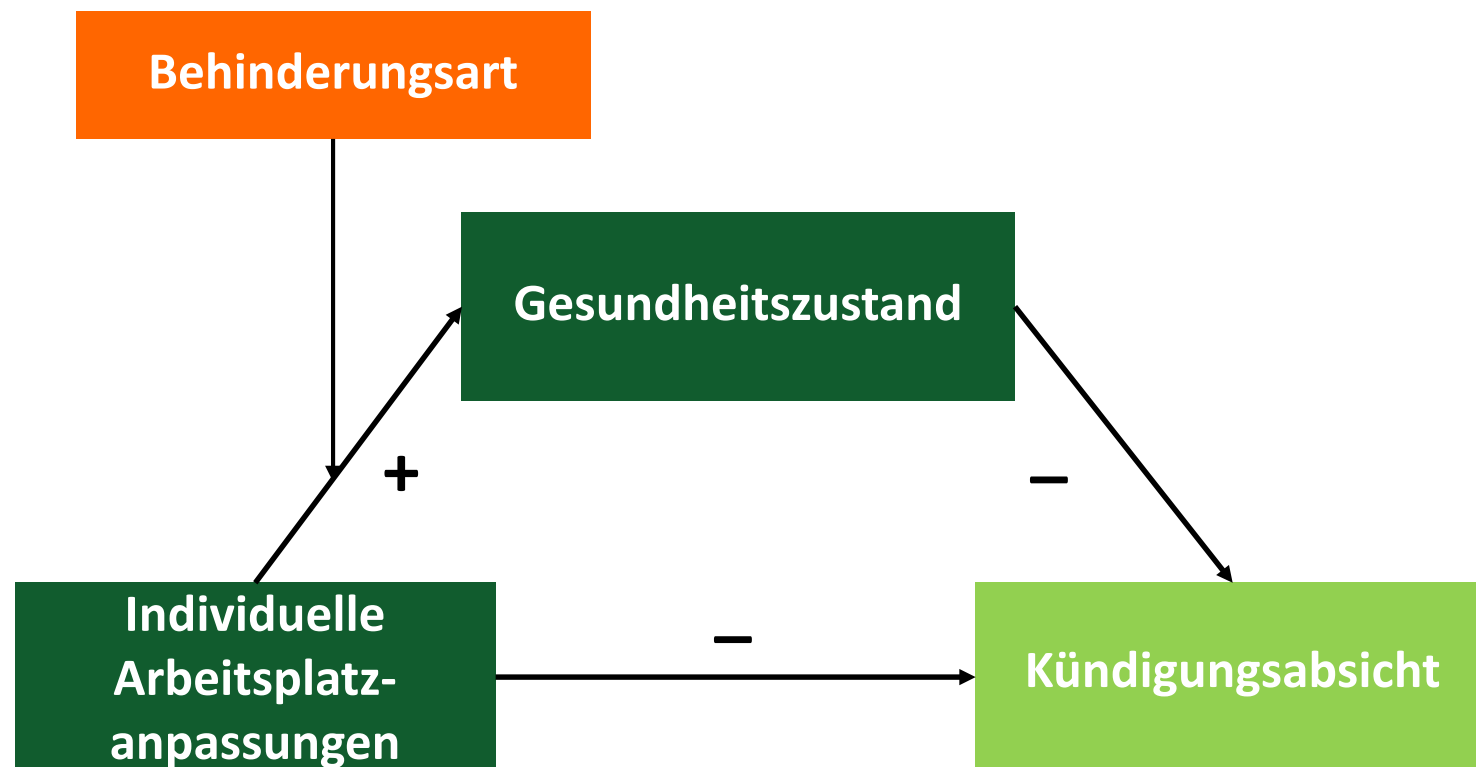 Behinderungsart
Gesundheitszustand
+
–
Individuelle
Arbeitsplatz-
anpassungen
–
Kündigungsabsicht